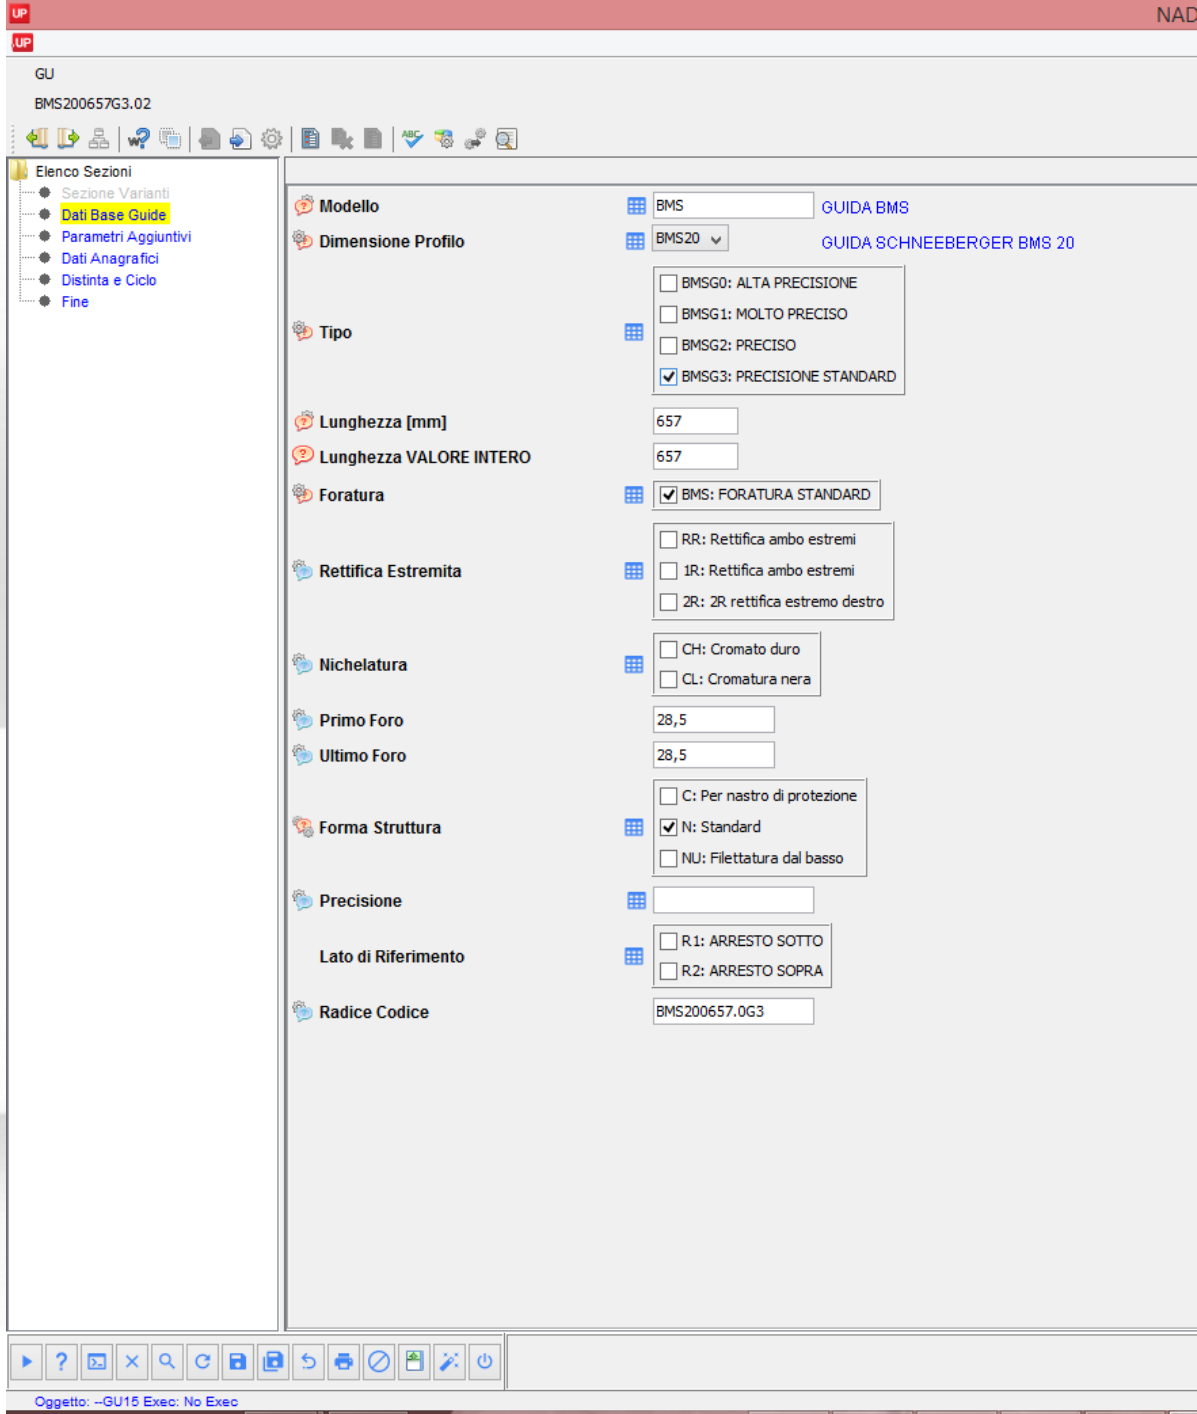 UP
NAD
.UP
GU
BMS200657G3.02
w?
ABC
Elenco Sezioni
Sezione Varianti
Dati Base Guide
Parametri Aggiuntivi
Dati Anagrafici
Distinta e Ciclo
Fine
Modello BMS GUIDA BMS
Dimensione Profilo BMS20 GUIDA SCHNEEBERGER BMS 20
BMSG0: ALTA PRECISIONE
BMSG1: MOLTO PRECISO
Tipo
BMSG2: PRECISO
BMSG3: PRECISIONE STANDARD
Lunghezza [mm] 657
Lunghezza VALORE INTERO 657
Foratura BMS: FORATURA STANDARD
RR: Rettifica ambo estremi
Rettifica Estremita 1R: Rettifica ambo estremi
2R: 2R rettifica estremo destro
CH: Cromato duro
Nichelatura
CL: Cromatura nera
Primo Foro 28,5
Ultimo Foro 28,5
C: Per nastro di protezione
Forma Struttura N: Standard
NU: Filettatura dal basso
Precisione
R1: ARRESTO SOTTO
Lato di Riferimento
R2: ARRESTO SOPRA
Radice Codice BMS200657.0G3
Oggetto: --GU15 Exec: No Exec